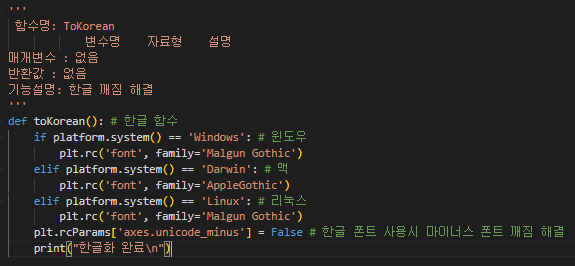 '''
함수명: ToKorean
변수명 자료형 설명
매개변수 : 없음
반환값 : 없음
기능설명: 한글 깨짐 해결
'''
def toKorean(): # 한글 함수
    if platform.system() == 'Windows': # 윈도우
        plt.rc('font', family='Malgun Gothic')
    elif platform.system() == 'Darwin': # 맥
        plt.rc('font', family='AppleGothic')
    elif platform.system() == 'Linux': # 리눅스
        plt.rc('font', family='Malgun Gothic')
    plt.rcParams['axes.unicode_minus'] = False # 한글 폰트 사용시 마이너스 폰트 깨짐 해결
    print("한글화 완료\n")